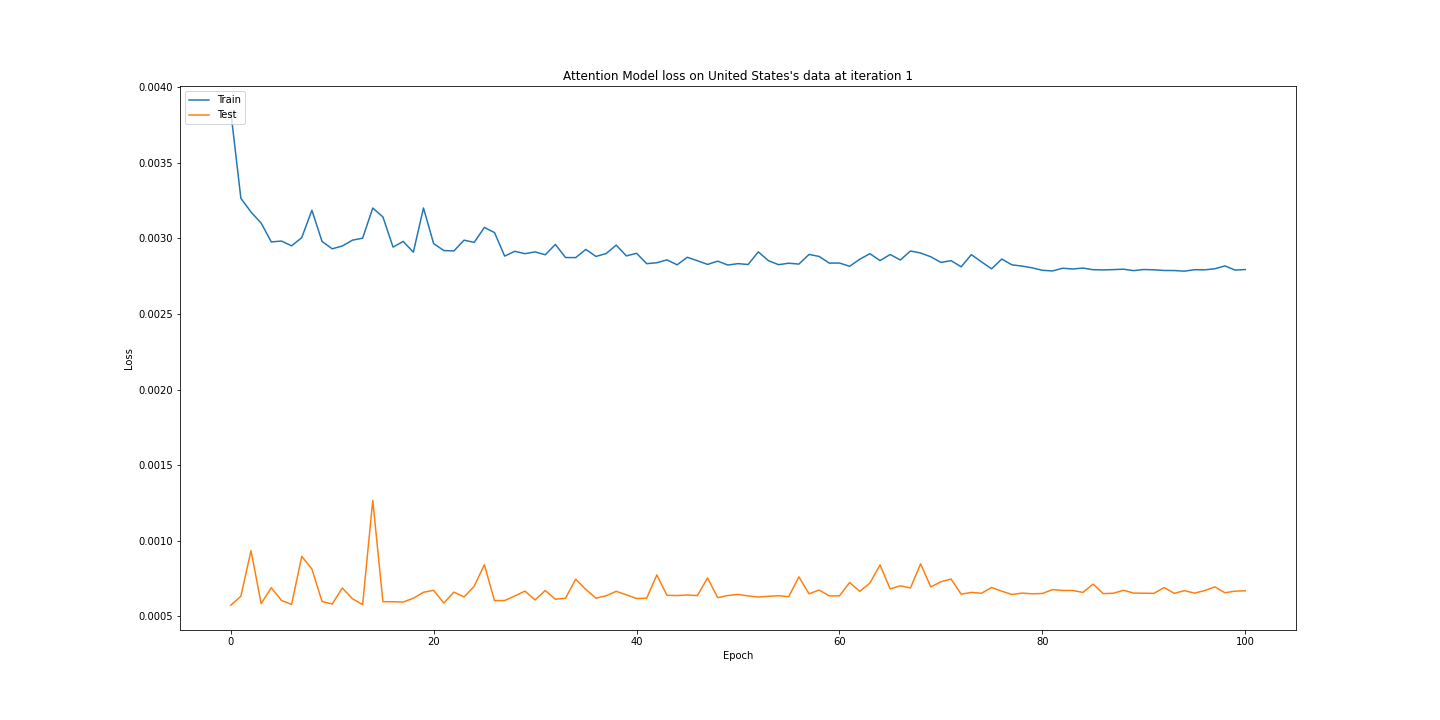 Attention Model loss on United States's data at iteration 1
Train
Test
0.0040
0.0035
0.0030
0.0025
0.0020
0.0015
0.0010
0.0005
Loss
0 20 40 60 80 100
Epoch